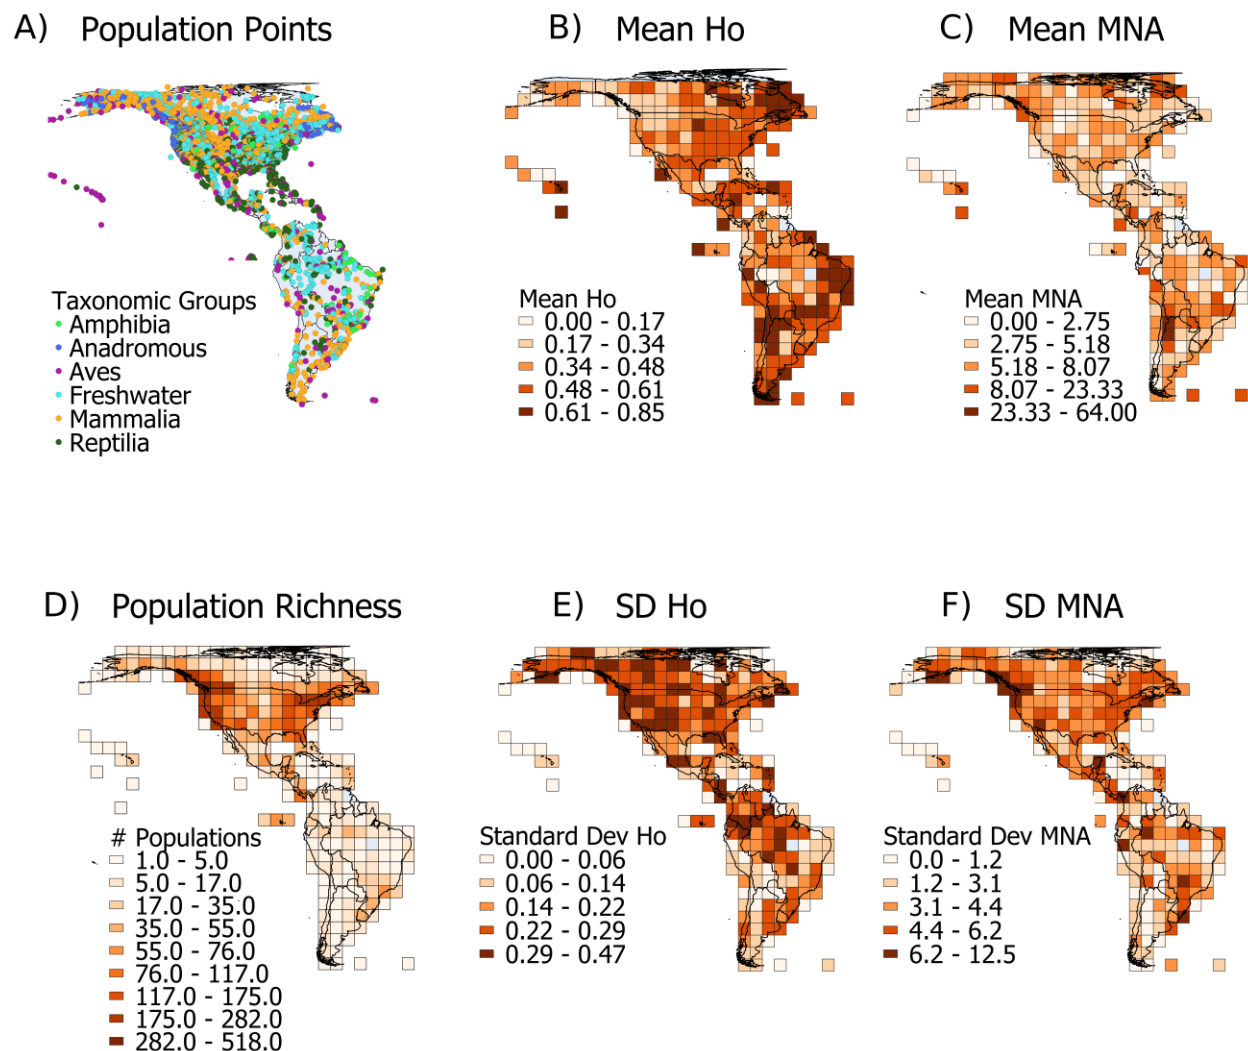 A) Population Points
B) Mean Ho
C) Mean MNA
Taxonomic Groups
Amphibia
Anadromous
Aves
Freshwater
Mammalia
Reptilia
Mean Ho
0.00 - 0.17
0.17 - 0.34
0.34 - 0.48
0.48 - 0.61
0.61 - 0.85
Mean MNA
0.00 - 2.75
2.75 - 5.18
5.18 - 8.07
8.07 - 23.33
23.33 - 64.00
D) Population Richness
E) SD Ho
F) SD MNA
# Populations
1.0 - 5.0
5.0 - 17.0
17.0 - 35.0
35.0 - 55.0
55.0 - 76.0
76.0 - 117.0
117.0 - 175.0
175.0 - 282.0
282.0 - 518.0
Standard Dev Ho
0.00 - 0.06
0.06 - 0.14
0.14 - 0.22
0.22 - 0.29
0.29 - 0.47
Standard Dev MNA
0.0 - 1.2
1.2 - 3.1
3.1 - 4.4
4.4 - 6.2
6.2 - 12.5